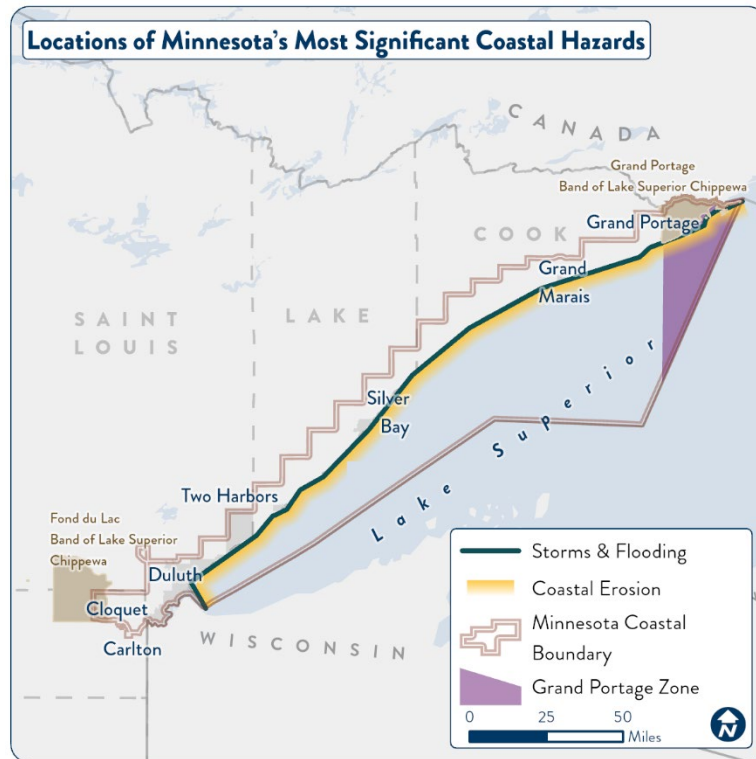 Locations of Minnesota's Most Significant Coastal Hazards
CANADA
Grand Portage
Band of Lake Superior Chippewa
Grand Portage
COOK
Grand
Marais
SAINT
LOUIS
LAKE
Silver
Bay
Lake Superior
Two Harbors
Fond du Lac
Band of Lake Superior
Chippewa
Duluth
Cloquet
Carlton
WISCONSIN
Storms & Flooding
Coastal Erosion
Minnesota Coastal
Boundary
Grand Portage Zone
0 25 50
Miles
N